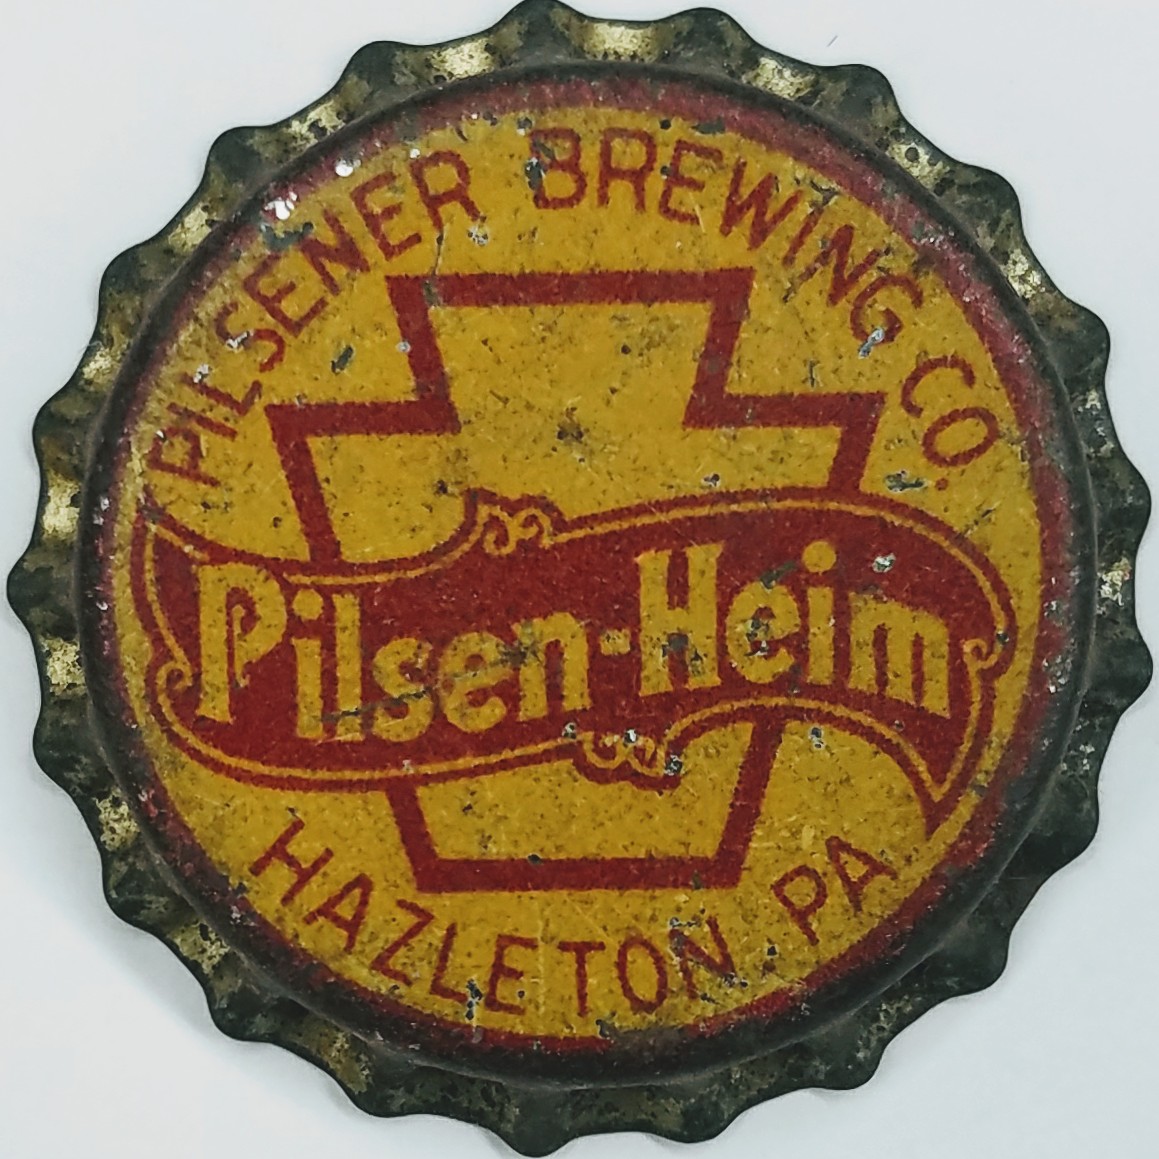 PILSENER BREWING CO.
Pilsen-Heim
HAZLETON PA